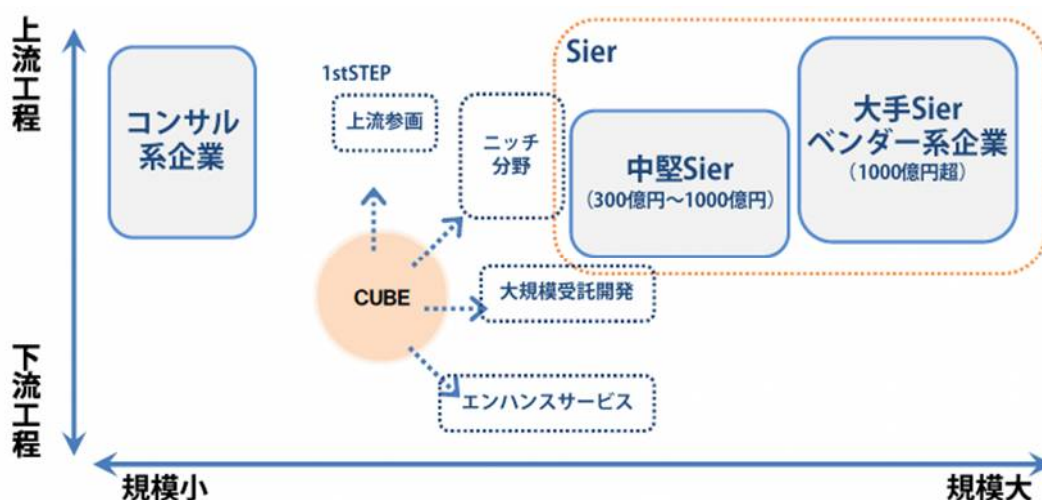 上流工程
コンサル
系企業
1stSTEP
上流参画
ニッチ
分野
Sier
中堅Sier
（300億円～1000億円）
大手Sier
ベンダー系企業
（1000億円超）
CUBE
大規模受託開発
エンハンスサービス
下流工程
規模小
規模大